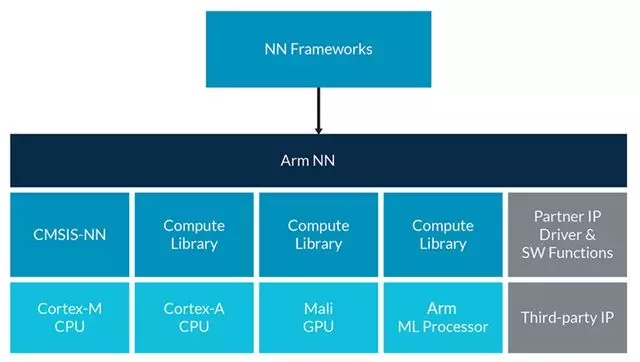 NN Frameworks
Arm NN
CMSIS-NN
Compute
Library
Compute
Library
Compute
Library
Partner IP
Driver &
SW Functions
Cortex-M
CPU
Cortex-A
CPU
Mali
GPU
Arm
ML Processor
Third-party IP